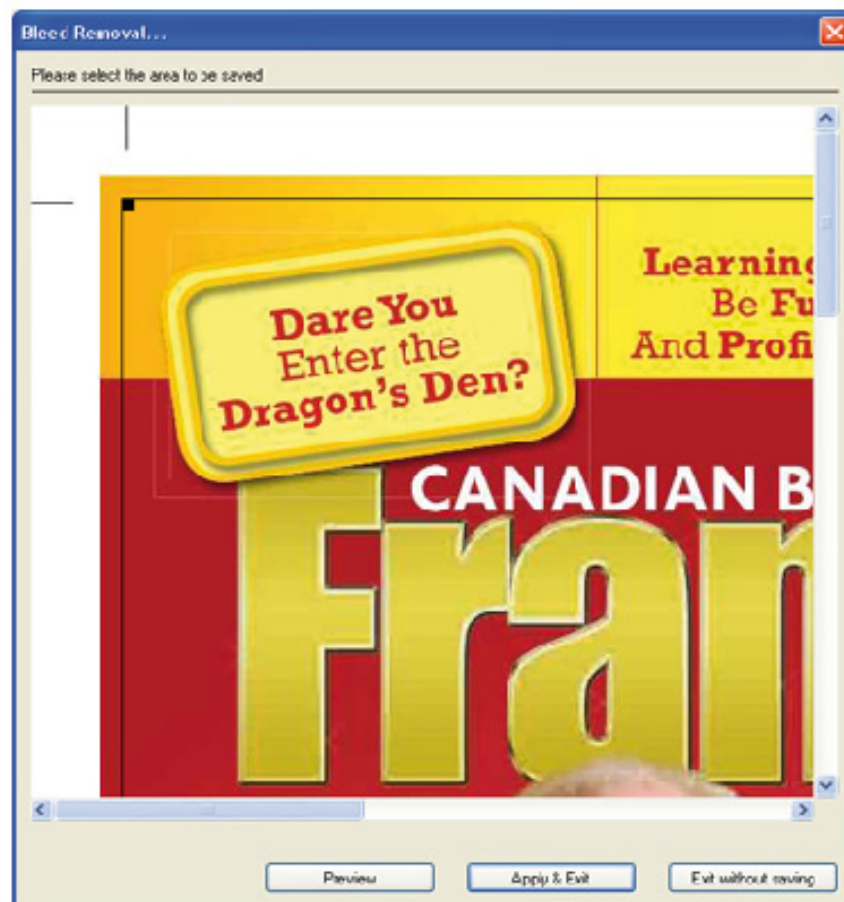 Bleed Removal...
Please select the area to be saved
Dare You
Enter the
Dragon's Den?
Learning
Be Fu
And Profi
CANADIAN B
Fran
Preview
Apply & Exit
Exit without saving